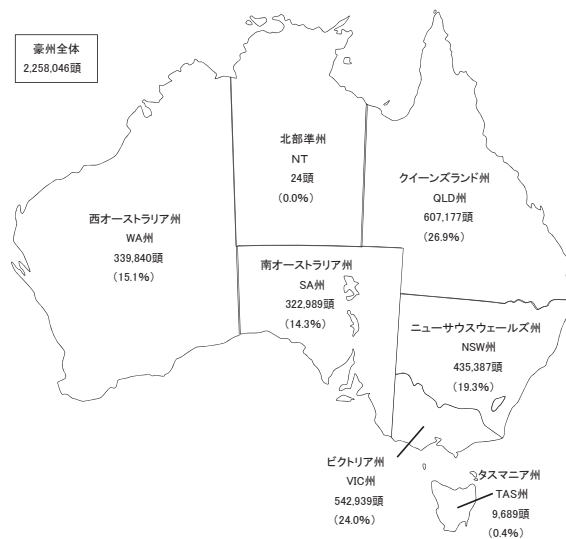 豪州全体
2,258,046頭
北部準州
NT
24頭
(0.0%)
クイーンズランド州
QLD州
607,177頭
(26.9%)
西オーストラリア州
WA州
339,840頭
(15.1%)
南オーストラリア州
SA州
322,989頭
(14.3%)
ニューサウスウェールズ州
NSW州
435,387頭
(19.3%)
ビクトリア州
VIC州
542,939頭
(24.0%)
タスマニア州
TAS州
9,689頭
(0.4%)